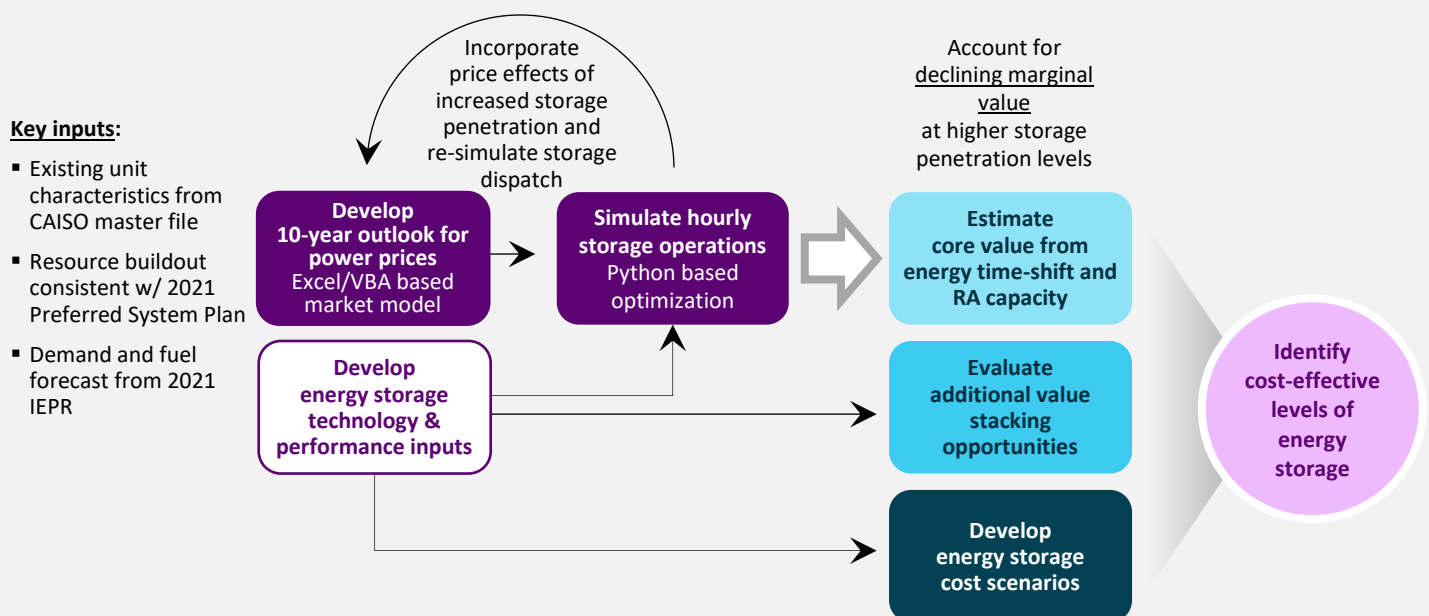 Key inputs:
▪ Existing unit
characteristics from
CAISO master file
▪ Resource buildout
consistent w/ 2021
Preferred System Plan
▪ Demand and fuel
forecast from 2021
IEPR
Incorporate
price effects of
increased storage
penetration and
re-simulate storage
dispatch
Develop
10-year outlook for
power prices
Excel/VBA based
market model
Simulate hourly
storage operations
Python based
optimization
Develop
energy storage
technology &
performance inputs
Account for
declining marginal
value
at higher storage
penetration levels
Estimate
core value from
energy time-shift and
RA capacity
Evaluate
additional value
stacking
opportunities
Develop
energy storage
cost scenarios
Identify
cost-effective
levels of
energy
storage